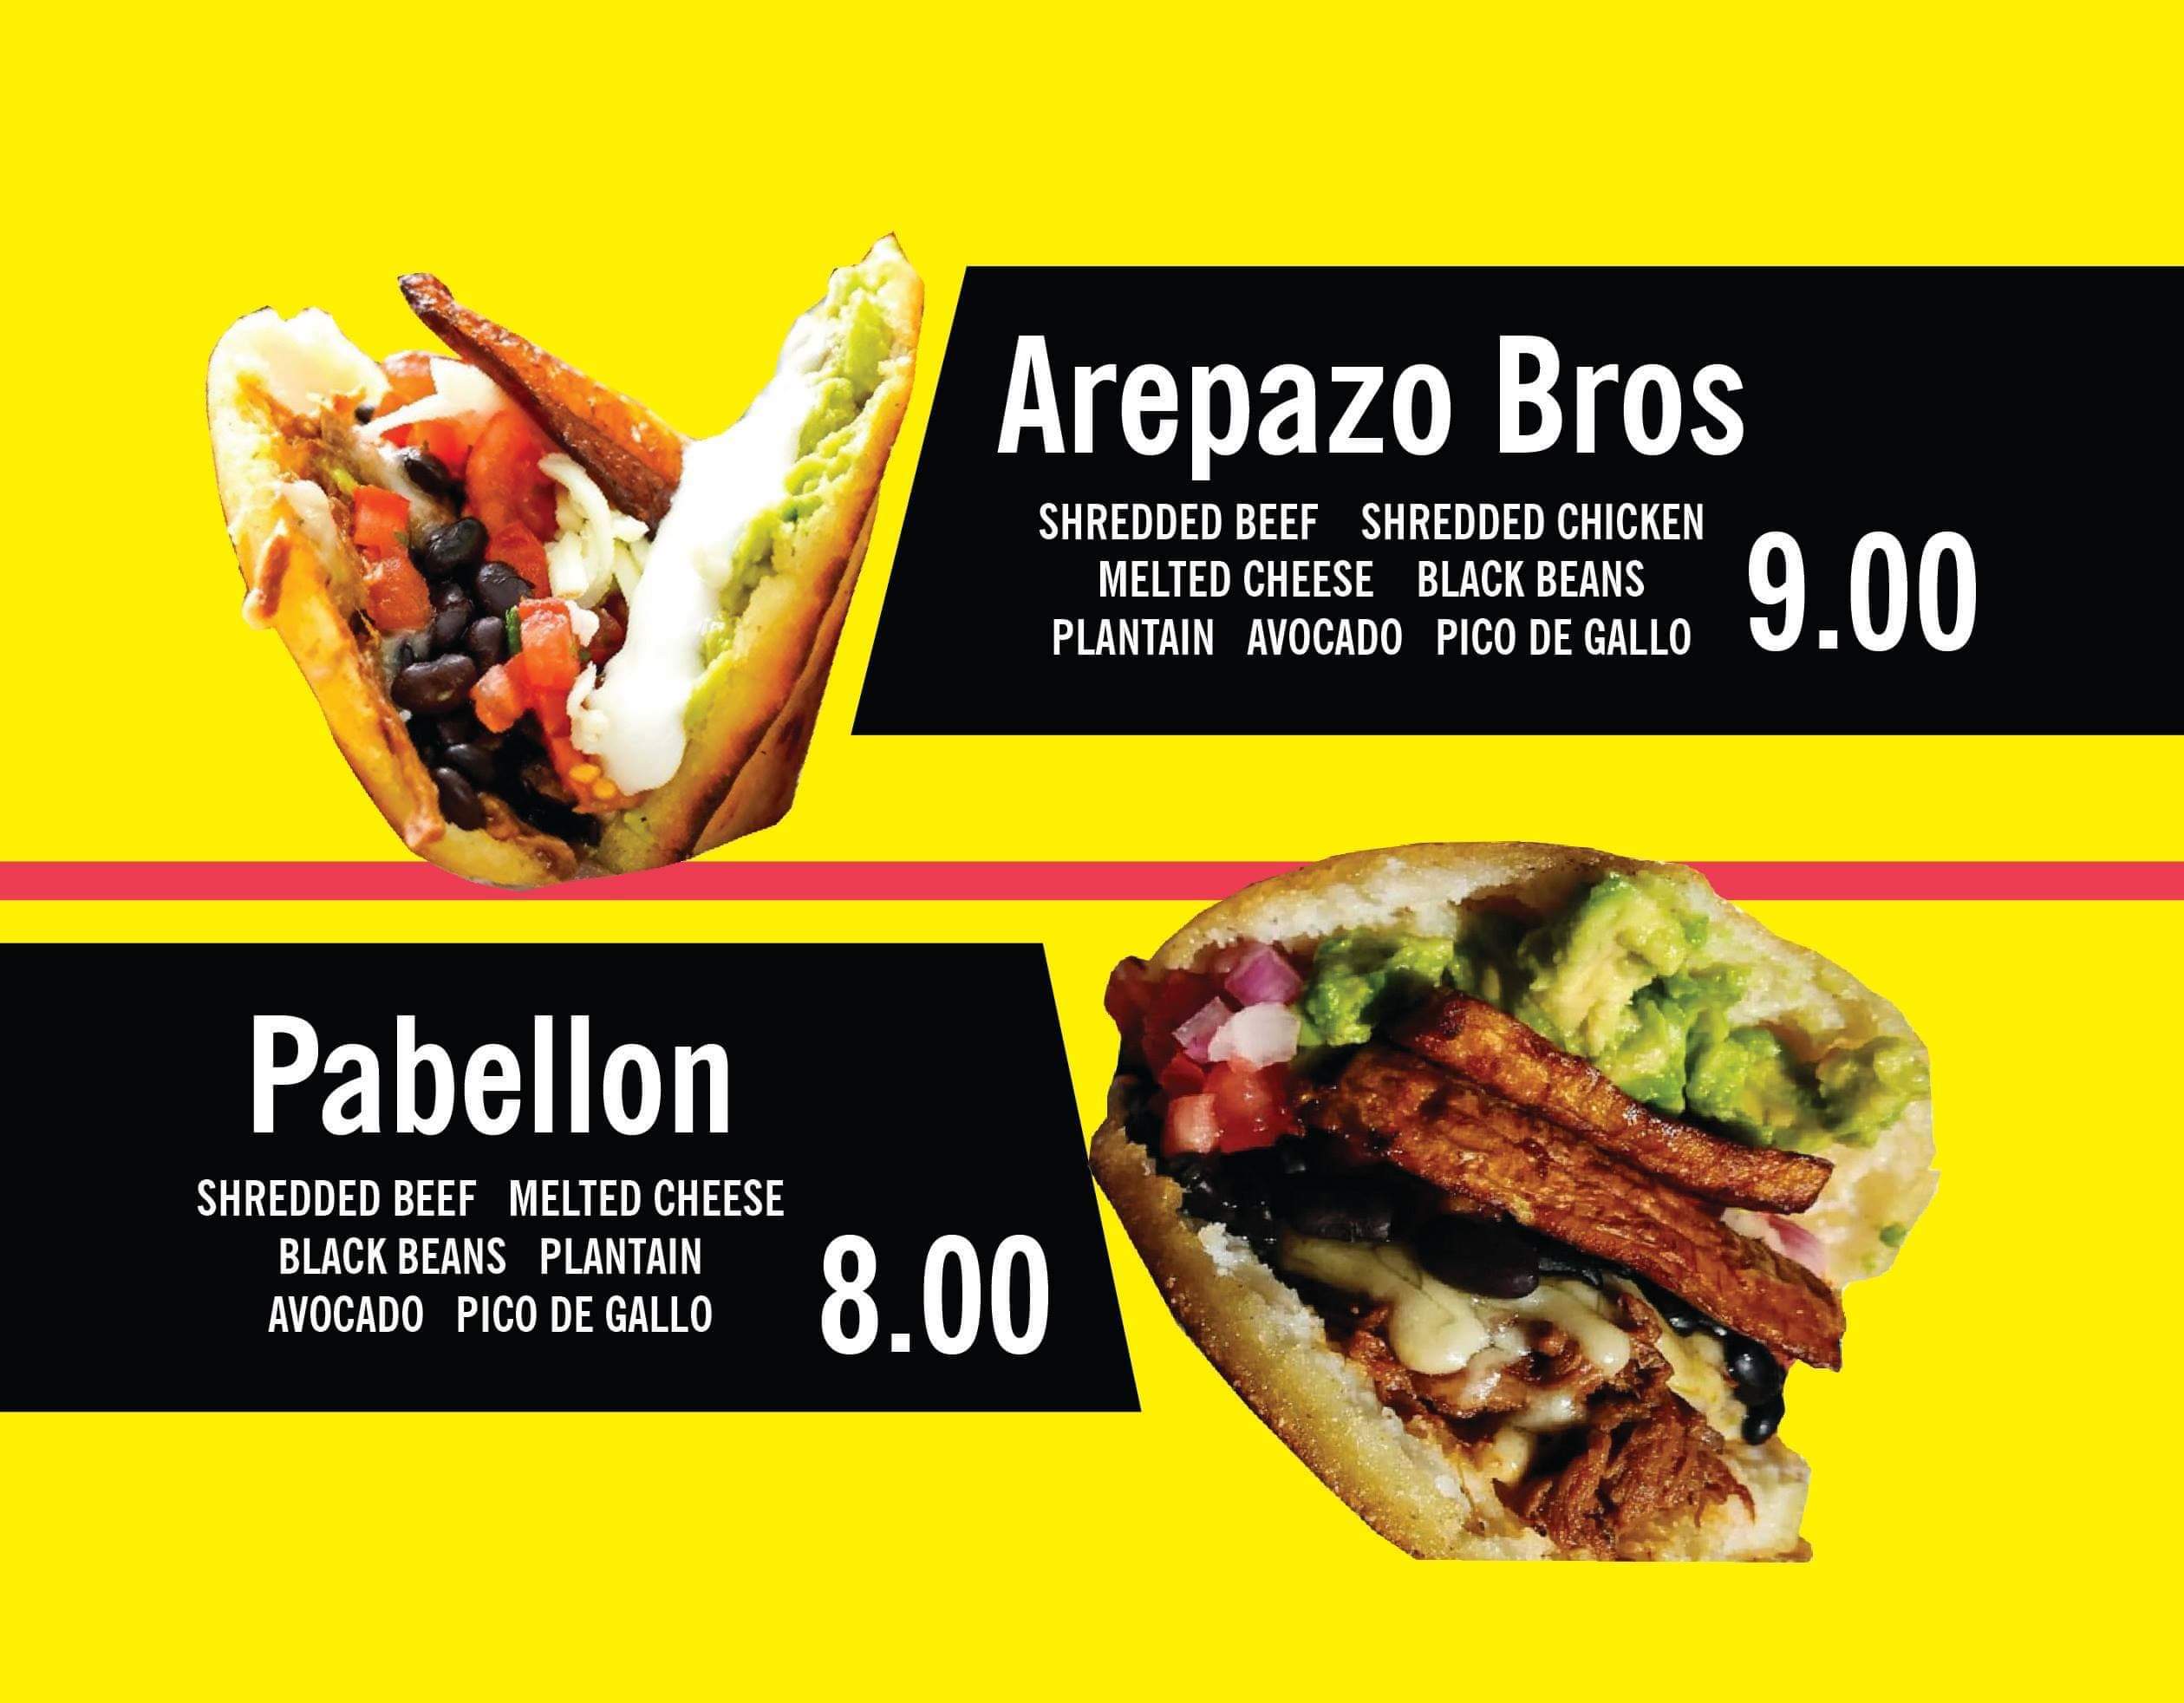 Arepazo Bros
SHREDDED BEEF SHREDDED CHICKEN
MELTED CHEESE BLACK BEANS
PLANTAIN AVOCADO PICO DE GALLO
9.00
Pabellon
SHREDDED BEEF MELTED CHEESE
BLACK BEANS PLANTAIN
AVOCADO PICO DE GALLO
8.00